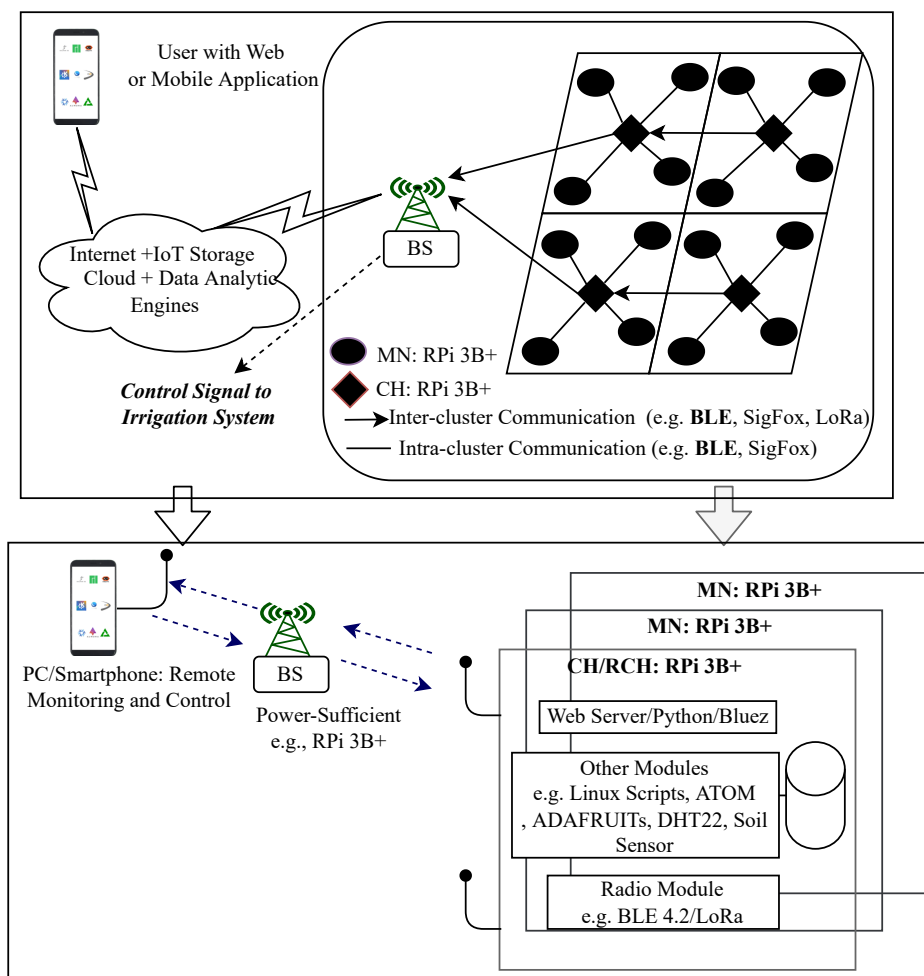 User with Web
or Mobile Application
Internet +IoT Storage
Cloud + Data Analytic
Engines
BS
Control Signal to
Irrigation System
MN: RPi 3B+
CH: RPi 3B+
Inter-cluster Communication (e.g. BLE, SigFox, LoRa)
Intra-cluster Communication (e.g. BLE, SigFox)
MN: RPi 3B+
MN: RPi 3B+
CH/RCH: RPi 3B+
PC/Smartphone: Remote
Monitoring and Control
BS
Power-Sufficient
e.g., RPi 3B+
Web Server/Python/Bluez
Other Modules
e.g. Linux Scripts, ATOM
, ADAFRUITs, DHT22, Soil
Sensor
Radio Module
e.g. BLE 4.2/LoRa